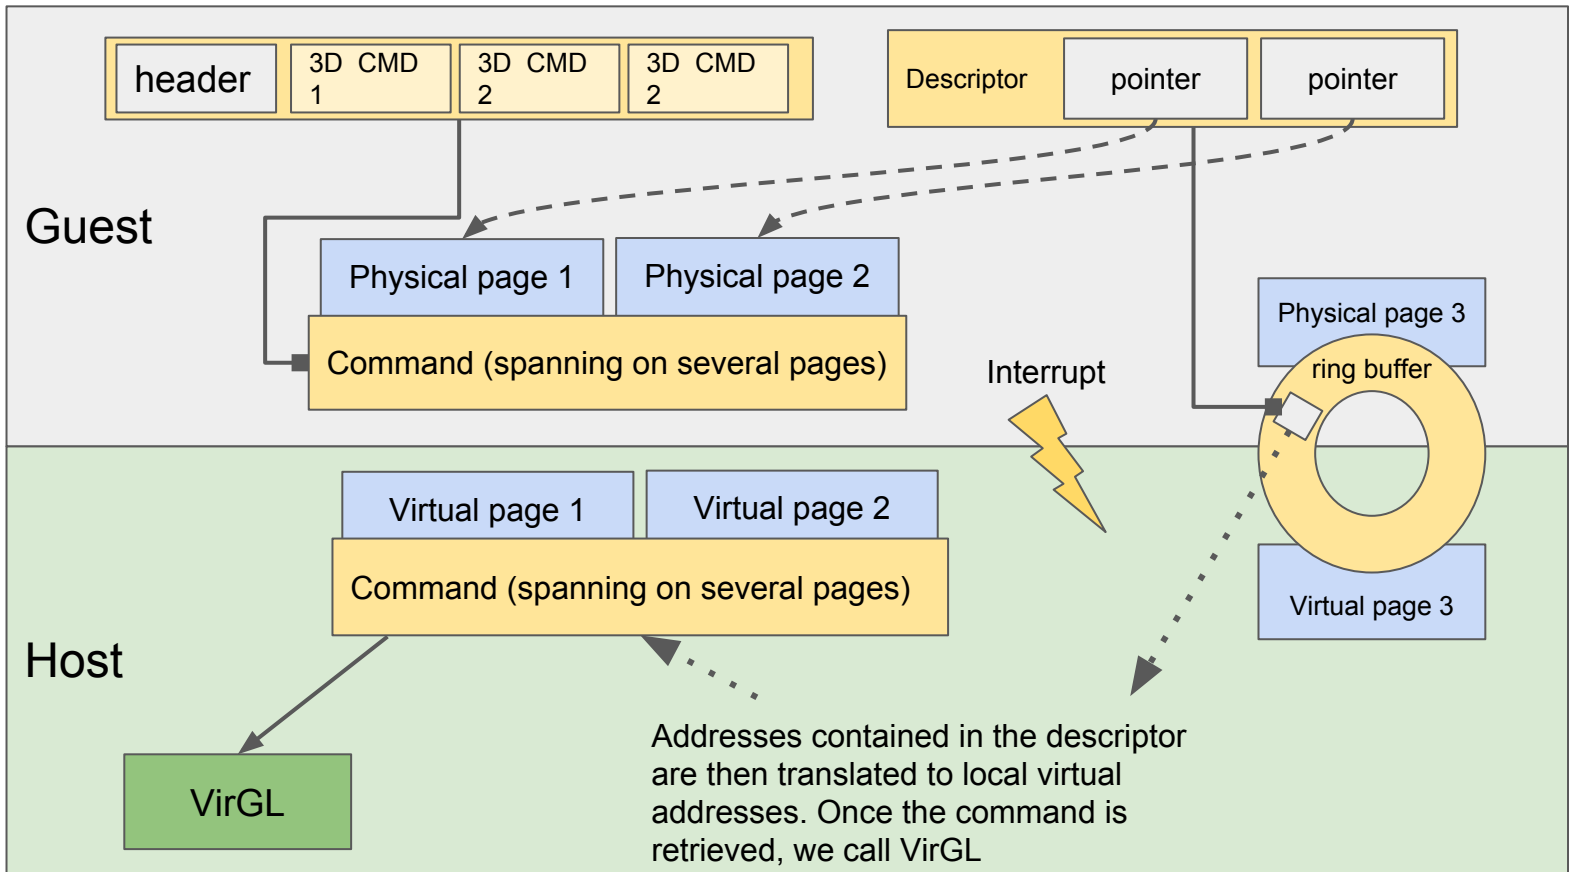 header
3D CMD
1
3D CMD
2
3D CMD
2
Descriptor
pointer
pointer
Guest
Physical page 1
Physical page 2
Command (spanning on several pages)
Interrupt
Physical page 3
ring buffer
Virtual page 1
Virtual page 2
Command (spanning on several pages)
Virtual page 3
Host
VirGL
Addresses contained in the descriptor
are then translated to local virtual
addresses. Once the command is
retrieved, we call VirGL